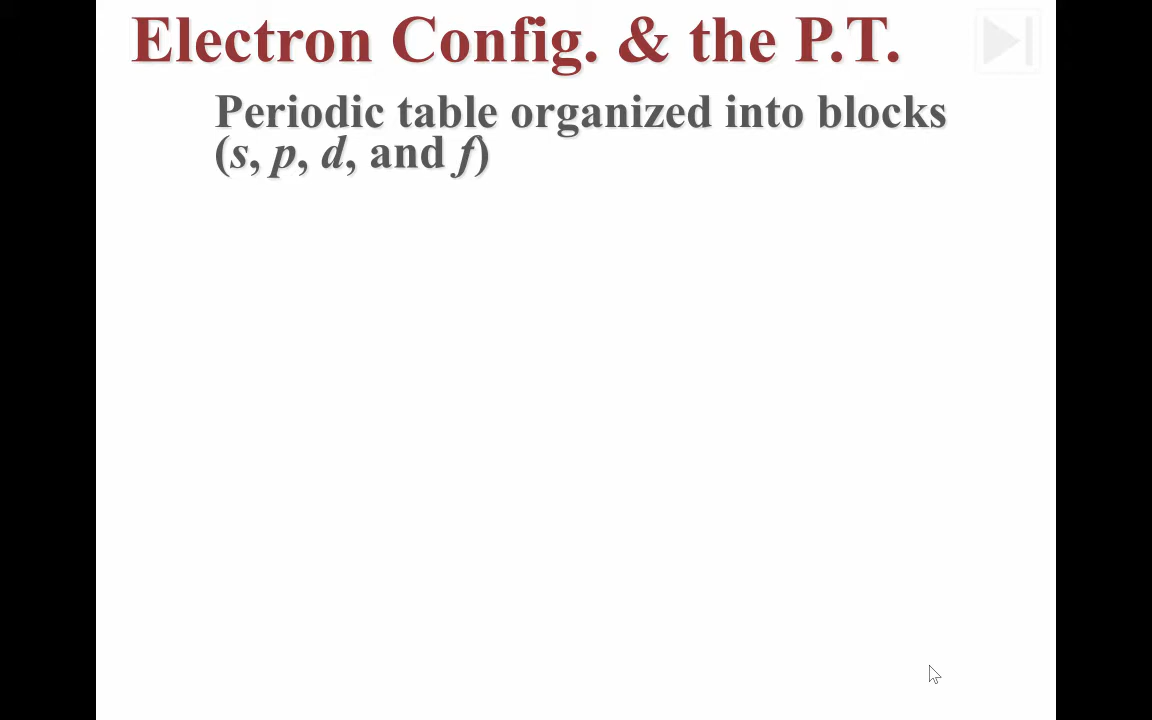 Electron Config. & the P.T.
Periodic table organized into blocks
(s, p, d, and f)